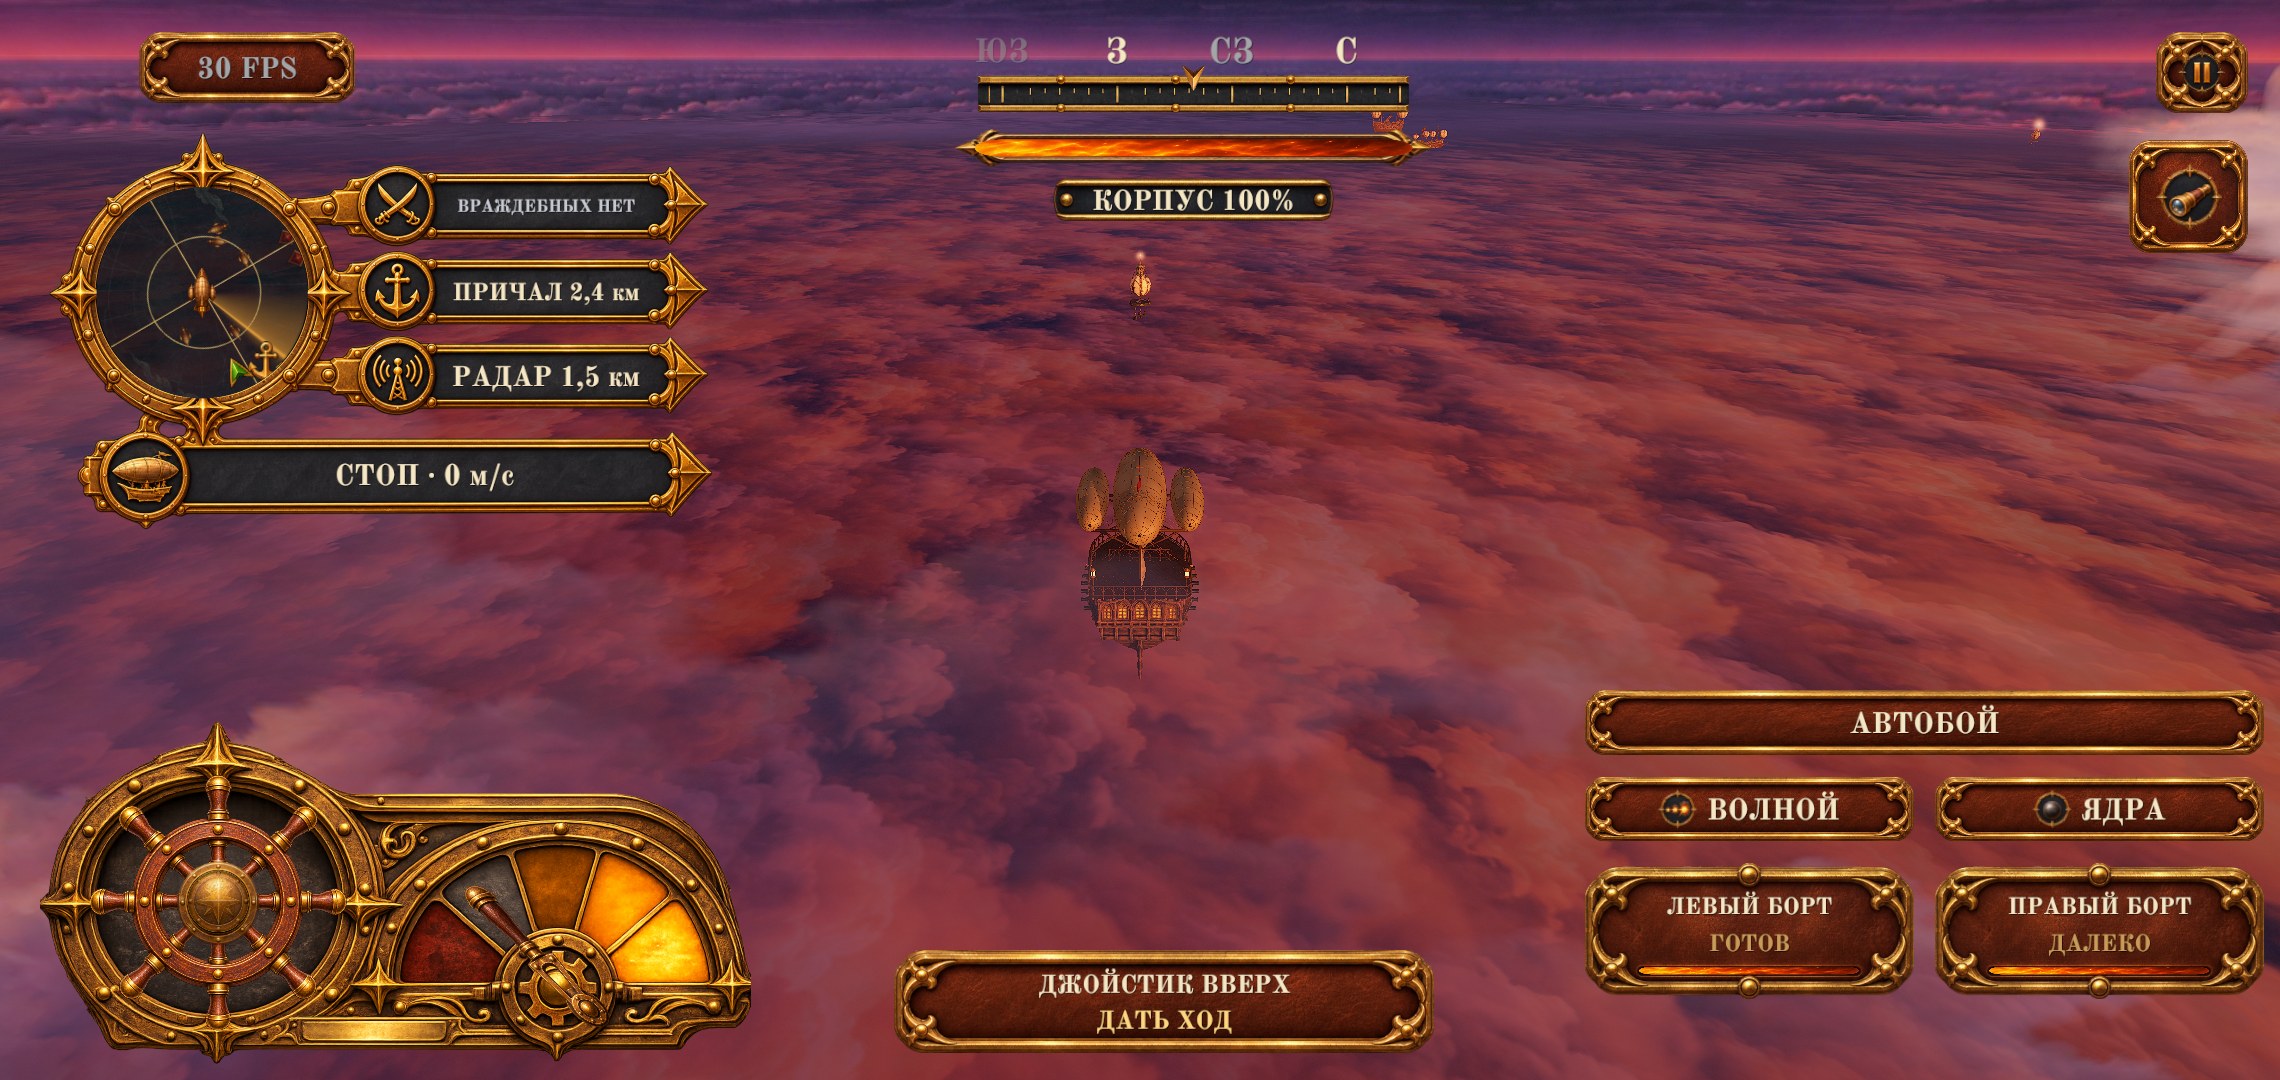 30 FPS
ЮЗ З СЗ С
КОРПУС 100%
ВРАЖДЕБНЫХ НЕТ
ПРИЧАЛ 2,4 км
РАДАР 1,5 км
СТОП · 0 м/с
АВТОБОЙ
ВОЛНОЙ
ЯДРА
ЛЕВЫЙ БОРТ
ГОТОВ
ПРАВЫЙ БОРТ
ДАЛЕКО
ДЖОЙСТИК ВВЕРХ
ДАТЬ ХОД